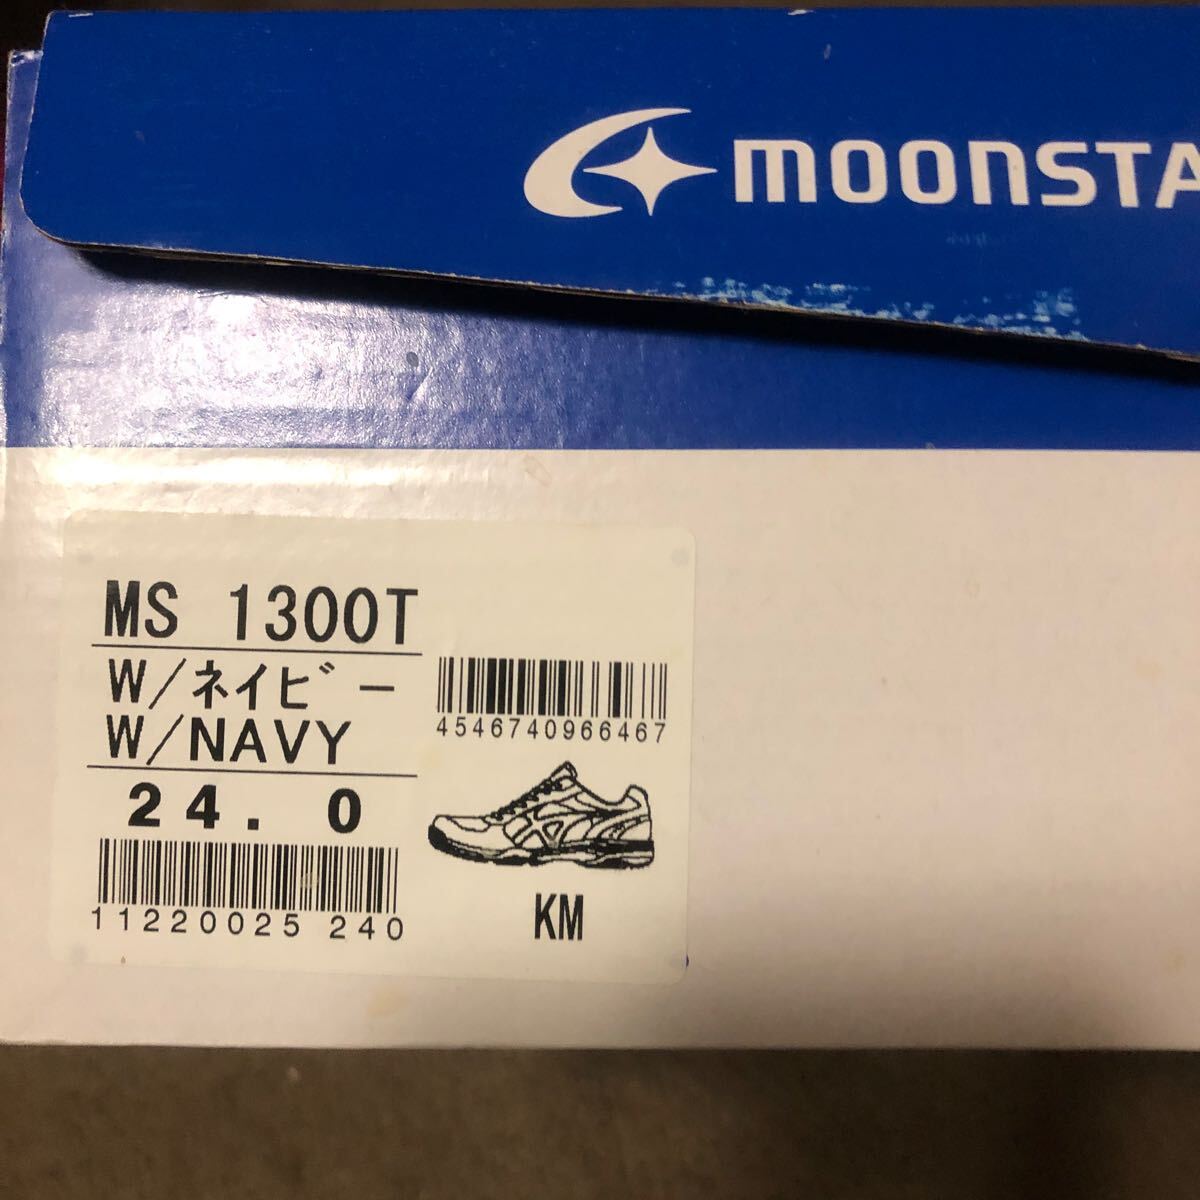 MOONSTA
MS 1300T
W/ネイビー
W/NAVY
24. 0
11220025 240
4546740966467
KM